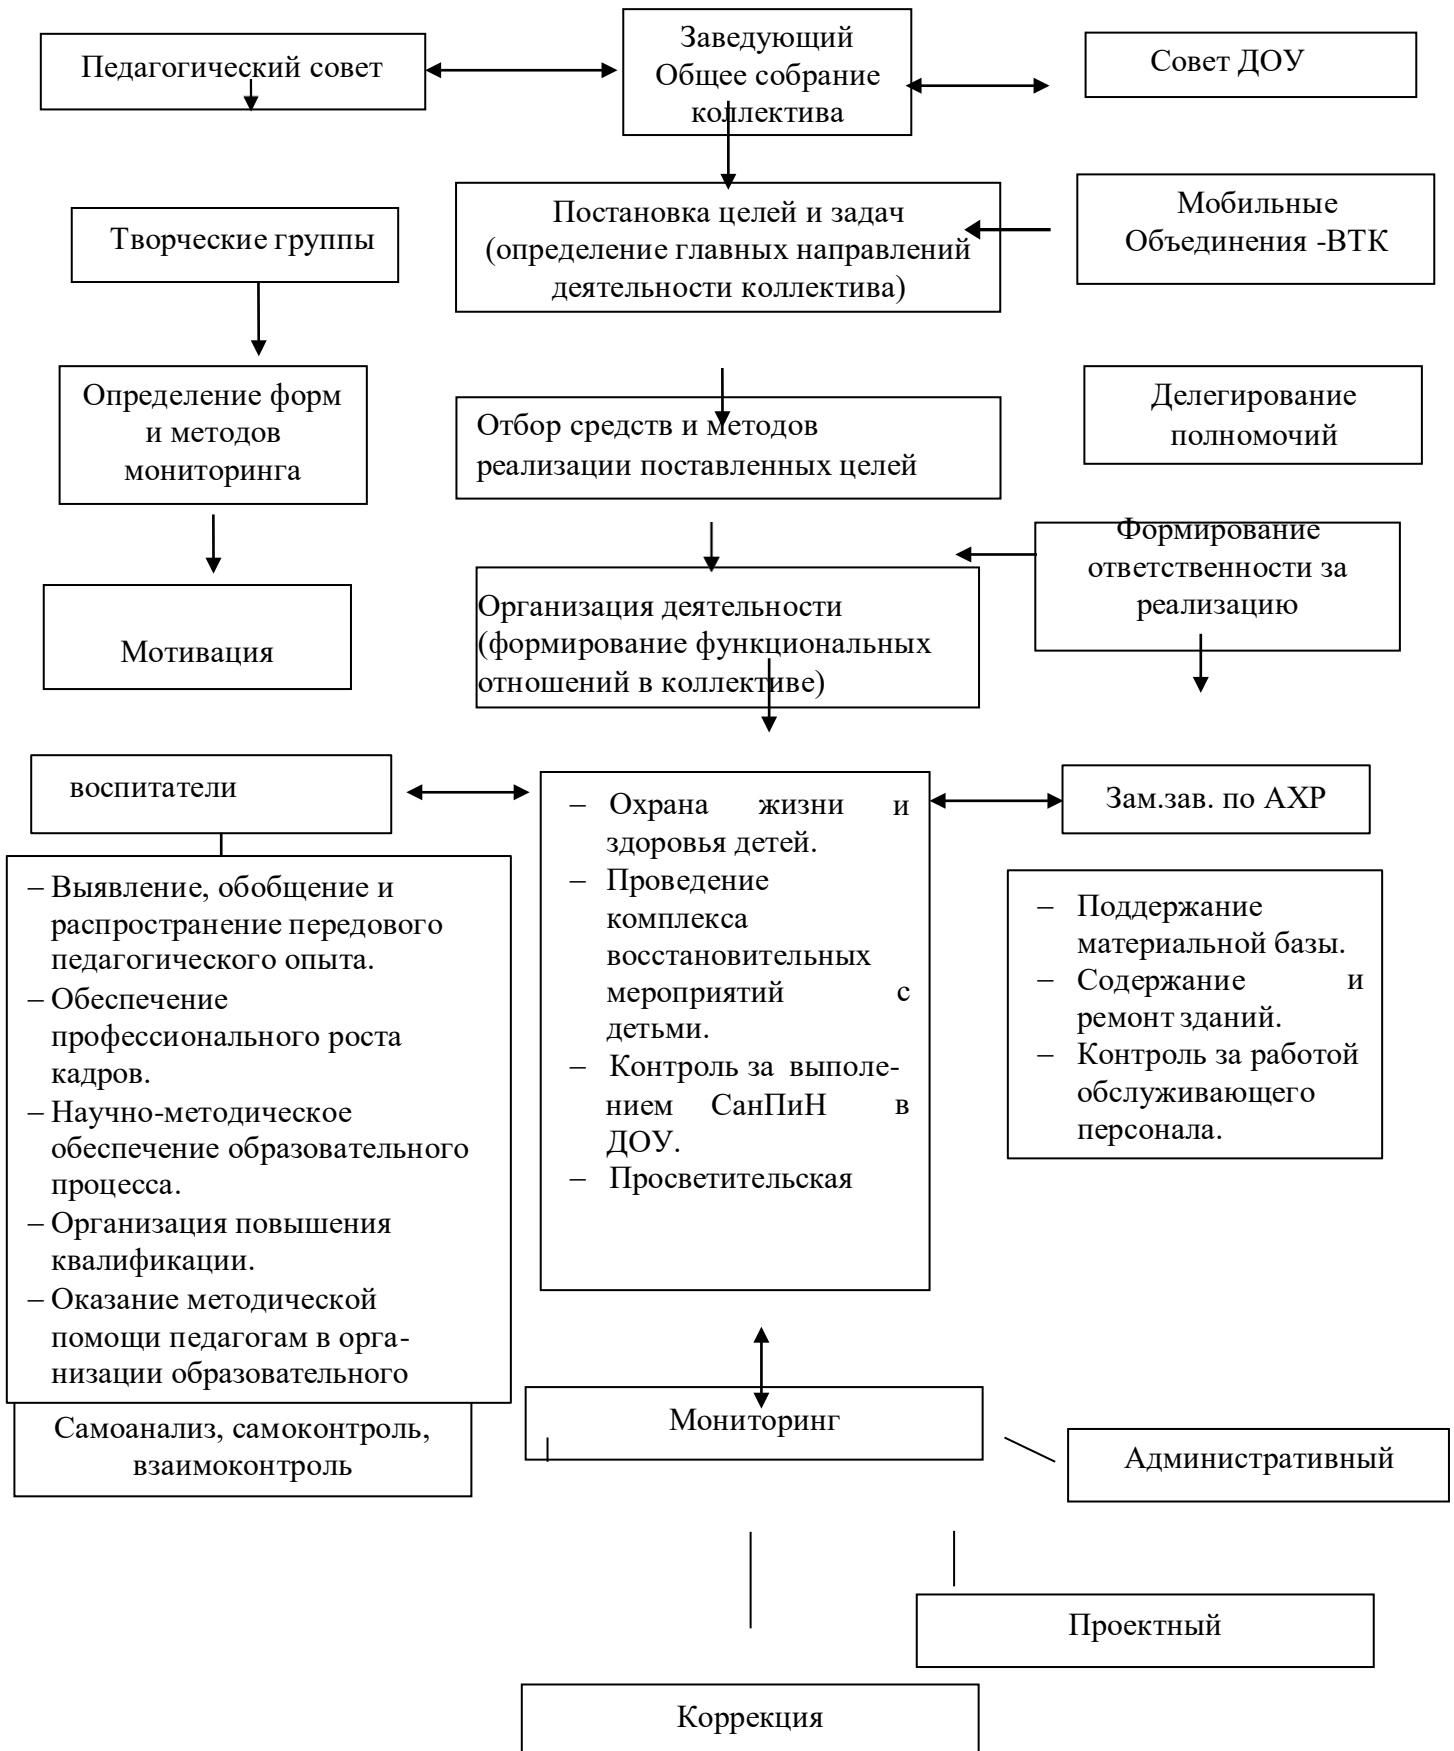 Педагогический совет
Заведующий
Общее собрание
коллектива
Совет ДОУ
Творческие группы
Постановка целей и задач
(определение главных направлений
деятельности коллектива)
Мобильные
Объединения -ВТК
Определение форм
и методов
мониторинга
Отбор средств и методов
реализации поставленных целей
Делегирование
полномочий
Мотивация
Организация деятельности
(формирование функциональных
отношений в коллективе)
Формирование
ответственности за
реализацию
воспитатели
– Выявление, обобщение и
распространение передового
педагогического опыта.
– Обеспечение
профессионального роста
кадров.
– Научно-методическое
обеспечение образовательного
процесса.
– Организация повышения
квалификации.
– Оказание методической
помощи педагогам в орга-
низации образовательного
– Охрана жизни и
здоровья детей.
– Проведение
комплекса
восстановительных
мероприятий с
детьми.
– Контроль за выполе-
нием СанПиН в
ДОУ.
– Просветительская
Зам.зав. по АХР
– Поддержание
материальной базы.
– Содержание и
ремонт зданий.
– Контроль за работой
обслуживающего
персонала.
Самоанализ, самоконтроль,
взаимоконтроль
Мониторинг
Административный
Проектный
Коррекция